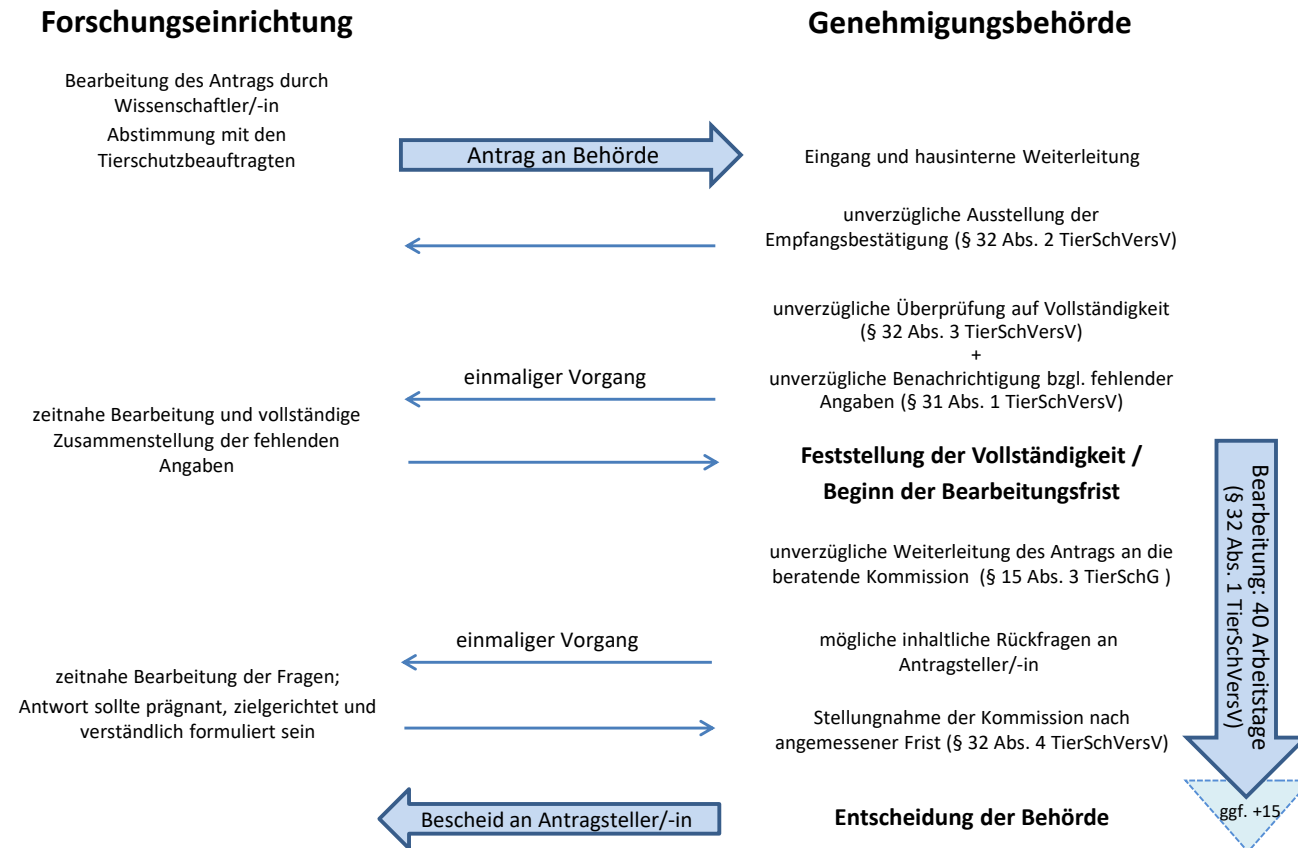 Forschungseinrichtung
Genehmigungsbehörde
Bearbeitung des Antrags durch
Wissenschaftler/-in
Abstimmung mit den
Tierschutzbeauftragten
Antrag an Behörde
Eingang und hausinterne Weiterleitung
unverzügliche Ausstellung der
Empfangsbestätigung (§ 32 Abs. 2 TierSchVersV)
unverzügliche Überprüfung auf Vollständigkeit
(§ 32 Abs. 3 TierSchVersV)
+
unverzügliche Benachrichtigung bzgl. fehlender
Angaben (§ 31 Abs. 1 TierSchVersV)
einmaliger Vorgang
zeitnahe Bearbeitung und vollständige
Zusammenstellung der fehlenden
Angaben
Feststellung der Vollständigkeit /
Beginn der Bearbeitungsfrist
unverzügliche Weiterleitung des Antrags an die
beratende Kommission (§ 15 Abs. 3 TierSchG )
einmaliger Vorgang
mögliche inhaltliche Rückfragen an
Antragsteller/-in
zeitnahe Bearbeitung der Fragen;
Antwort sollte prägnant, zielgerichtet und
verständlich formuliert sein
Stellungnahme der Kommission nach
angemessener Frist (§ 32 Abs. 4 TierSchVersV)
Bearbeitung: 40 Arbeitstage
(§ 32 Abs. 1 TierSchVersV)
ggf. +15
Bescheid an Antragsteller/-in
Entscheidung der Behörde